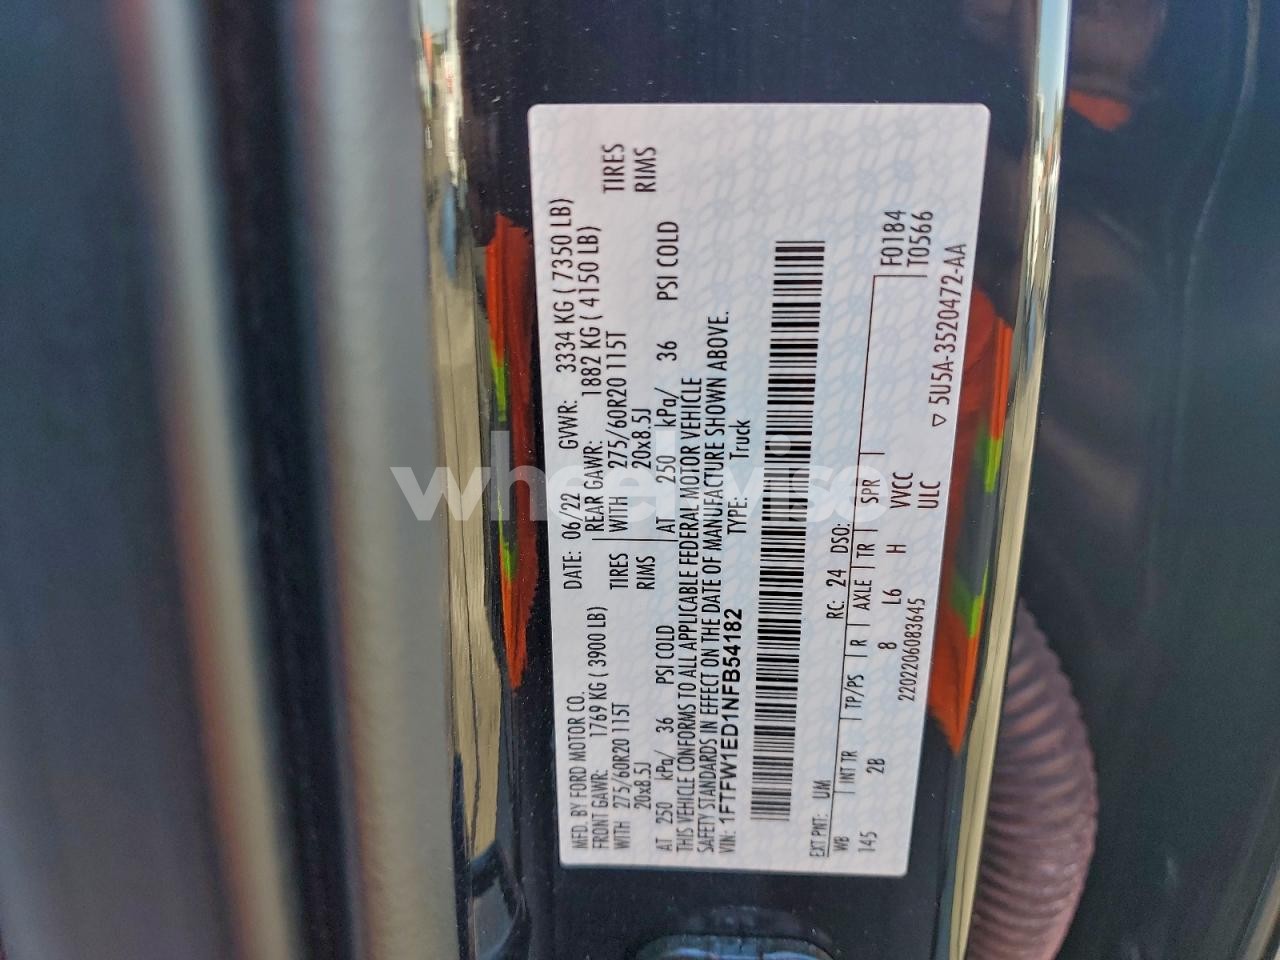 MFD. BY FORD MOTOR CO.
DATE: 06/22 GVWR: 3334 KG ( 7350 LB)
FRONT GAWR: 1769 KG ( 3900 LB)
REAR GAWR: 1882 KG ( 4150 LB)
WITH 275/60R20 115T TIRES
WITH 275/60R20 115T TIRES
20x8.5J RIMS
20x8.5J RIMS
AT 250 kPa/ 36 PSI COLD
AT 250 kPa/ 36 PSI COLD
THIS VEHICLE CONFORMS TO ALL APPLICABLE FEDERAL MOTOR VEHICLE
SAFETY STANDARDS IN EFFECT ON THE DATE OF MANUFACTURE SHOWN ABOVE.
VIN: 1FTFW1ED1NFB54182
TYPE: Truck
EXT PNT: UM RC: 24 DSO:
WB INT TR TP/PS R AXLE TR SPR F0184
145 2B 8 L6 H VVCC T0566
2202206083645 ULC
▽ 5U5A-3520472-AA
wheelwise